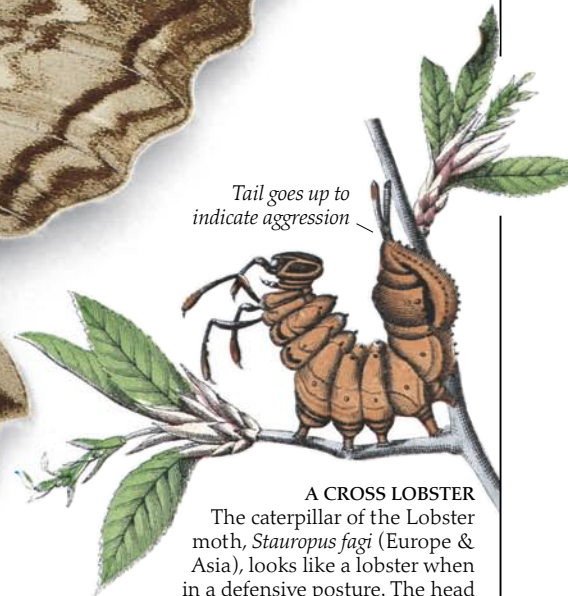 Tail goes up to
indicate aggression
A CROSS LOBSTER
The caterpillar of the Lobster
moth, Stauropus fagi (Europe &
Asia), looks like a lobster when
in a defensive posture. The head